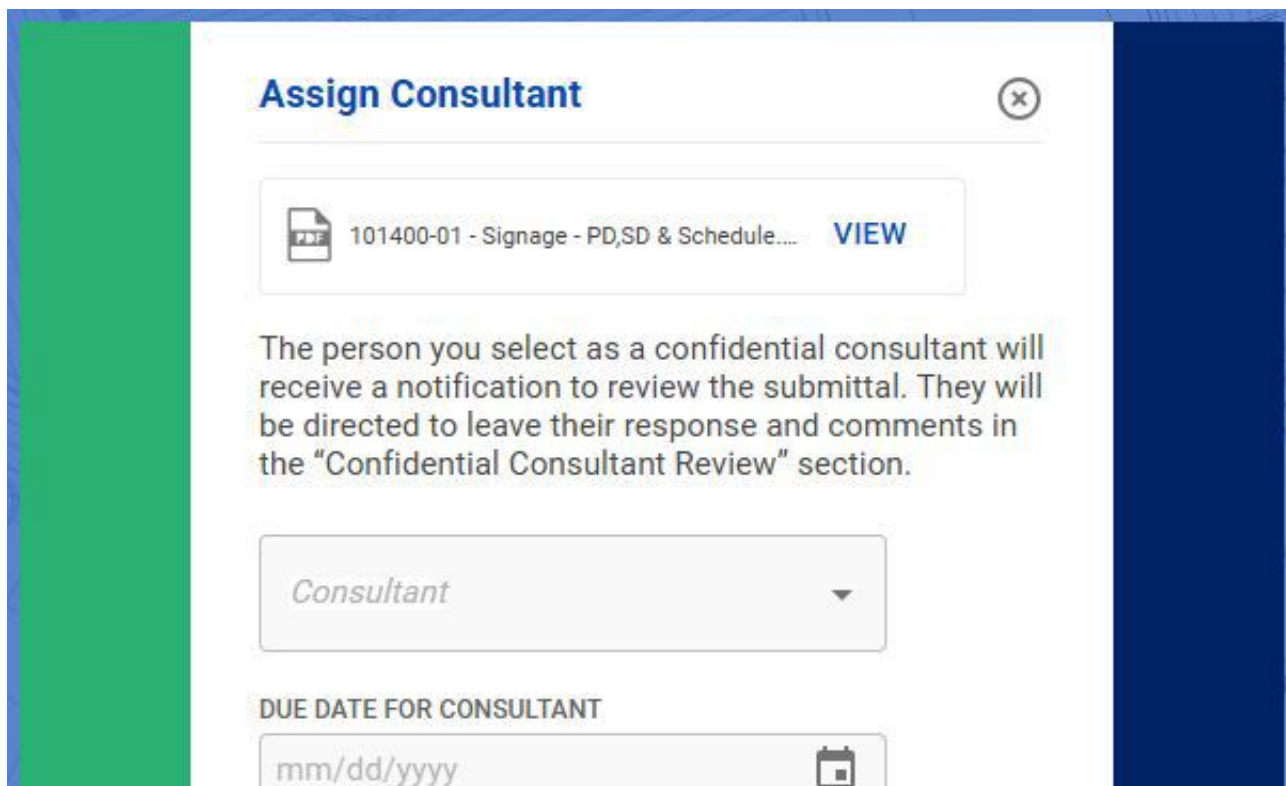 Assign Consultant
PDF
101400-01 - Signage - PD,SD & Schedule.... VIEW
The person you select as a confidential consultant will
receive a notification to review the submittal. They will
be directed to leave their response and comments in
the “Confidential Consultant Review” section.
Consultant
DUE DATE FOR CONSULTANT
mm/dd/yyyy